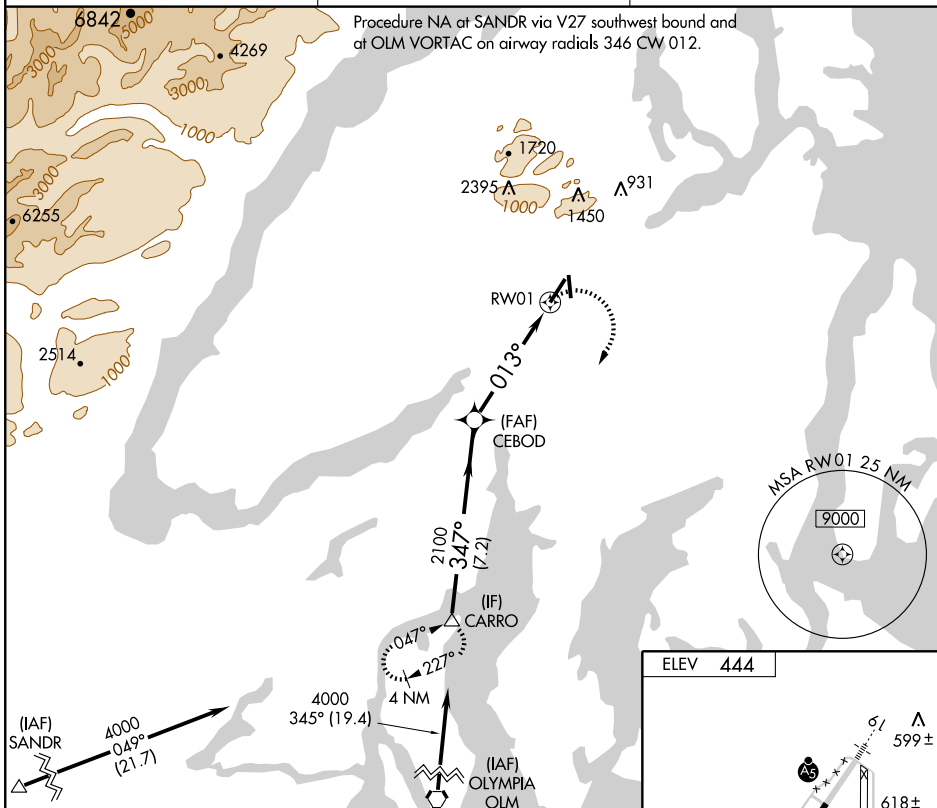 Procedure NA at SANDR via V27 southwest bound and
at OLM VORTAC on airway radials 346 CW 012.
6842
5000
3000
4269
3000
1000
3000
6255
2514
1000
1720
2395
1000
1450
931
RW01
013°
(FAF)
CEBOD
2100
347°
(7.2)
(IF)
CARRO
047°
227°
4 NM
4000
345° (19.4)
(IAF)
SANDR
4000
049°
(21.7)
(IAF)
OLYMPIA
OLM
MSA RW01 25 NM
9000
ELEV 444
19
599±
A5
618±